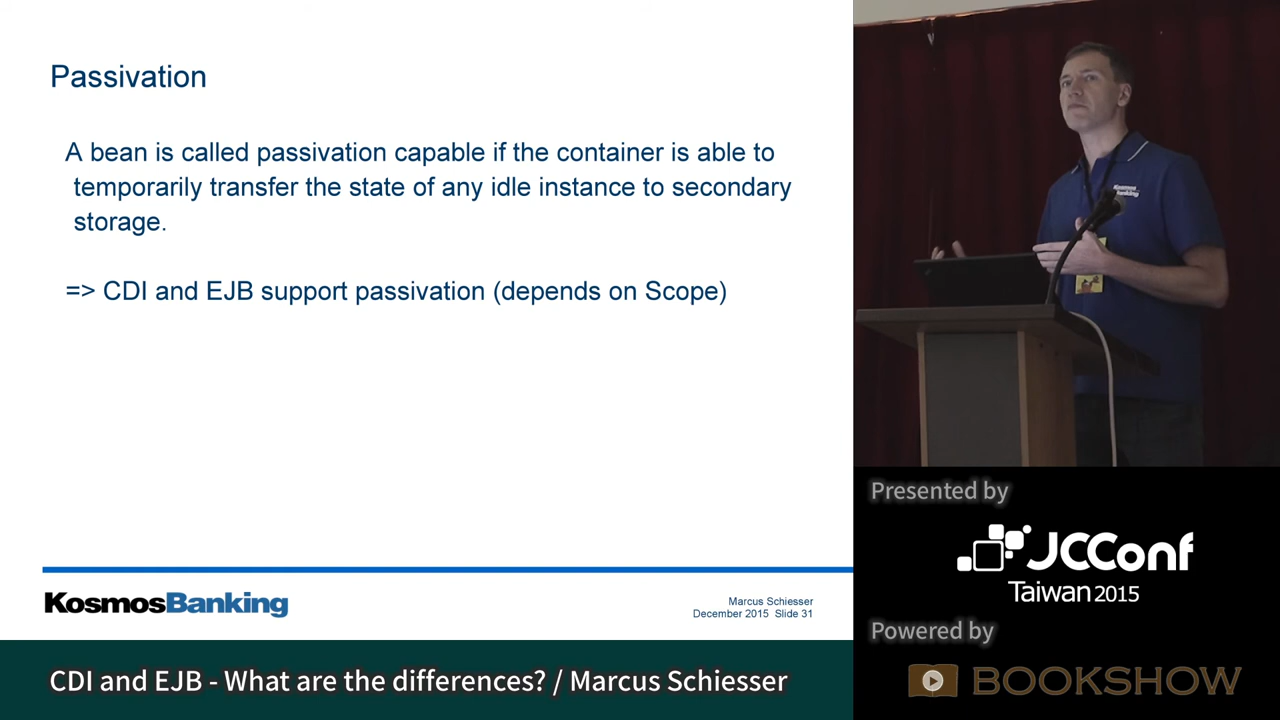 Passivation
A bean is called passivation capable if the container is able to
temporarily transfer the state of any idle instance to secondary
storage.
=> CDI and EJB support passivation (depends on Scope)
KosmosBanking
Marcus Schiesser
December 2015 Slide 31
CDI and EJB - What are the differences? / Marcus Schiesser
Kosmos
Banking
Presented by
JCConf
Taiwan 2015
Powered by
BOOKSHOW